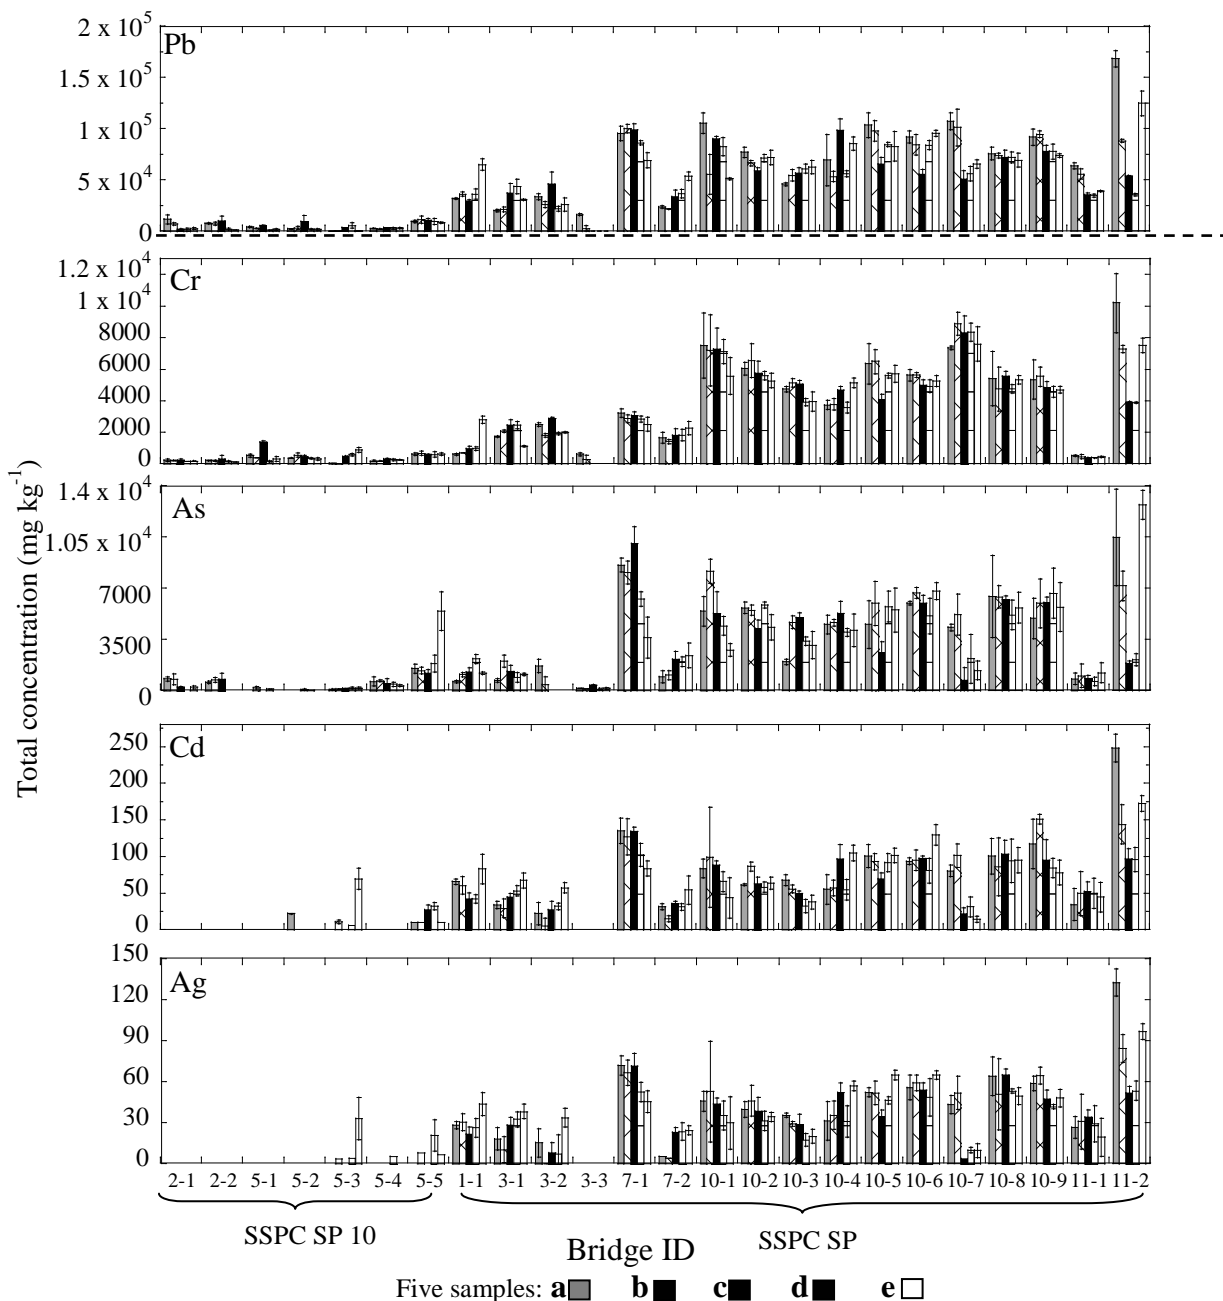 Total concentration (mg kg-1)
Pb
2 x 10^5
1.5 x 10^5
1 x 10^5
5 x 10^4
0
Cr
1.2 x 10^4
1 x 10^4
8000
6000
4000
2000
0
As
1.4 x 10^4
1.05 x 10^4
7000
3500
0
Cd
250
200
150
100
50
0
Ag
150
120
90
60
30
0
2-1 2-2 5-1 5-2 5-3 5-4 5-5 1-1 3-1 3-2 3-3 7-1 7-2 10-1 10-2 10-3 10-4 10-5 10-6 10-7 10-8 10-9 11-1 11-2
SSPC SP 10 SSPC SP
Bridge ID
Five samples: a b c d e